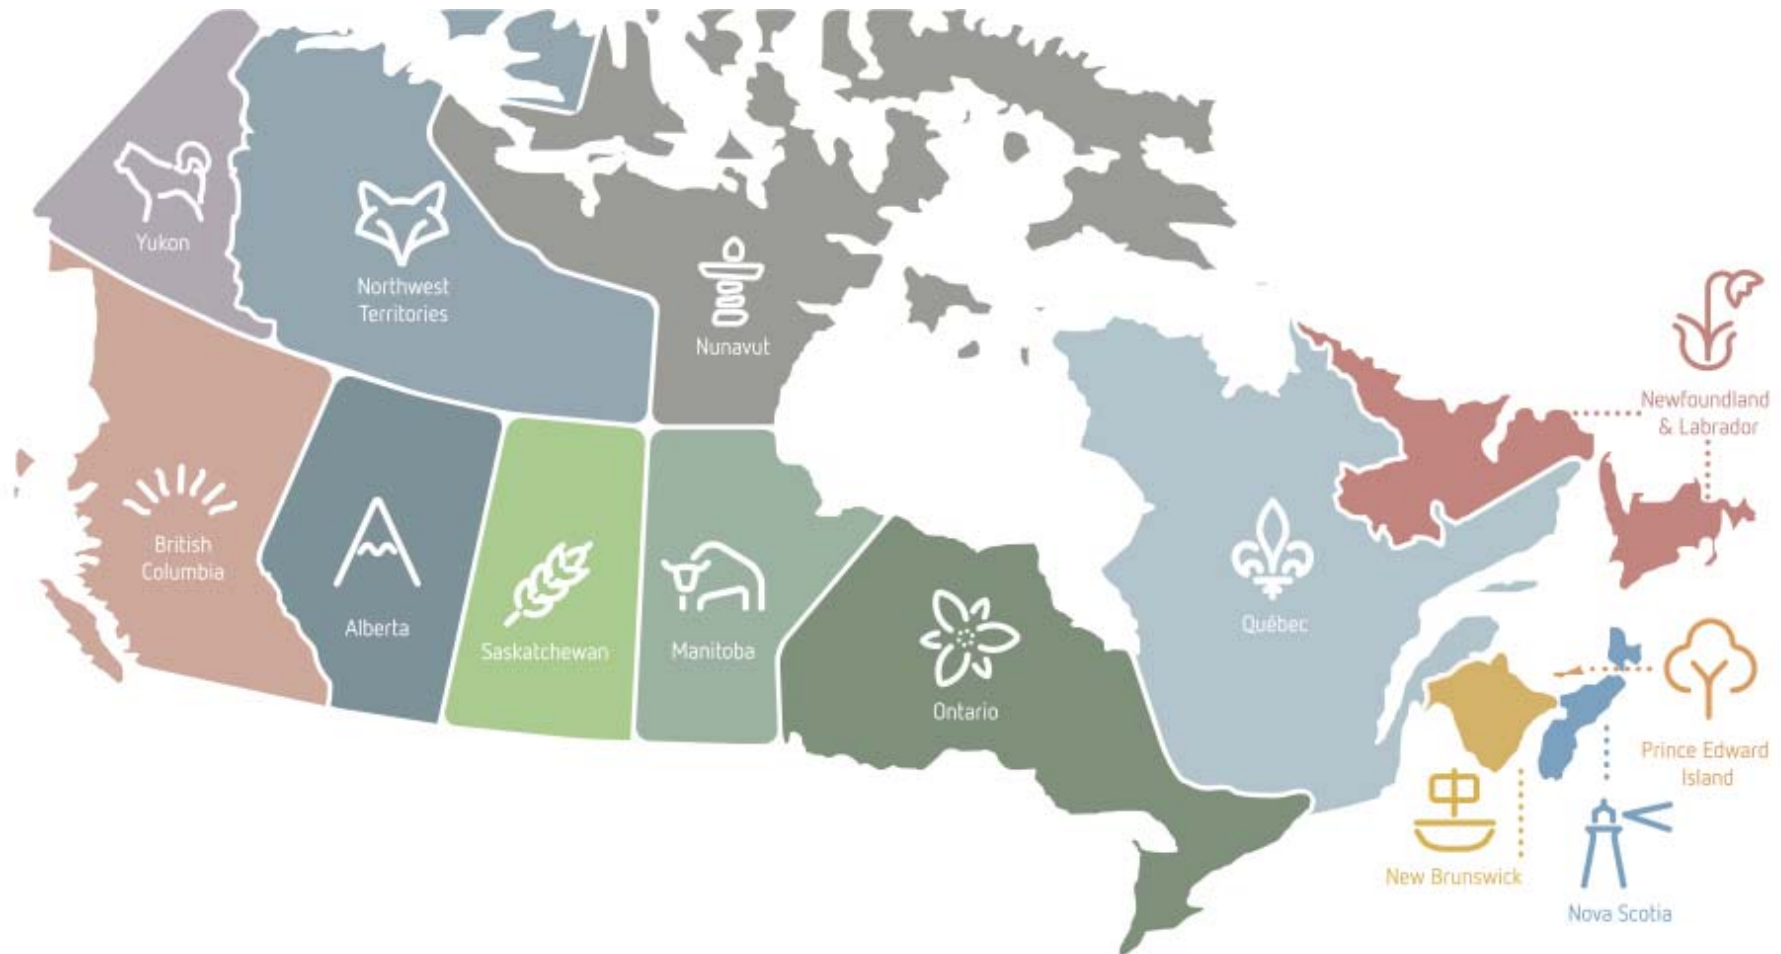 Yukon
Northwest
Territories
Nunavut
Newfoundland
& Labrador
British
Columbia
Alberta
Saskatchewan
Manitoba
Ontario
Québec
Prince Edward
Island
New Brunswick
Nova Scotia